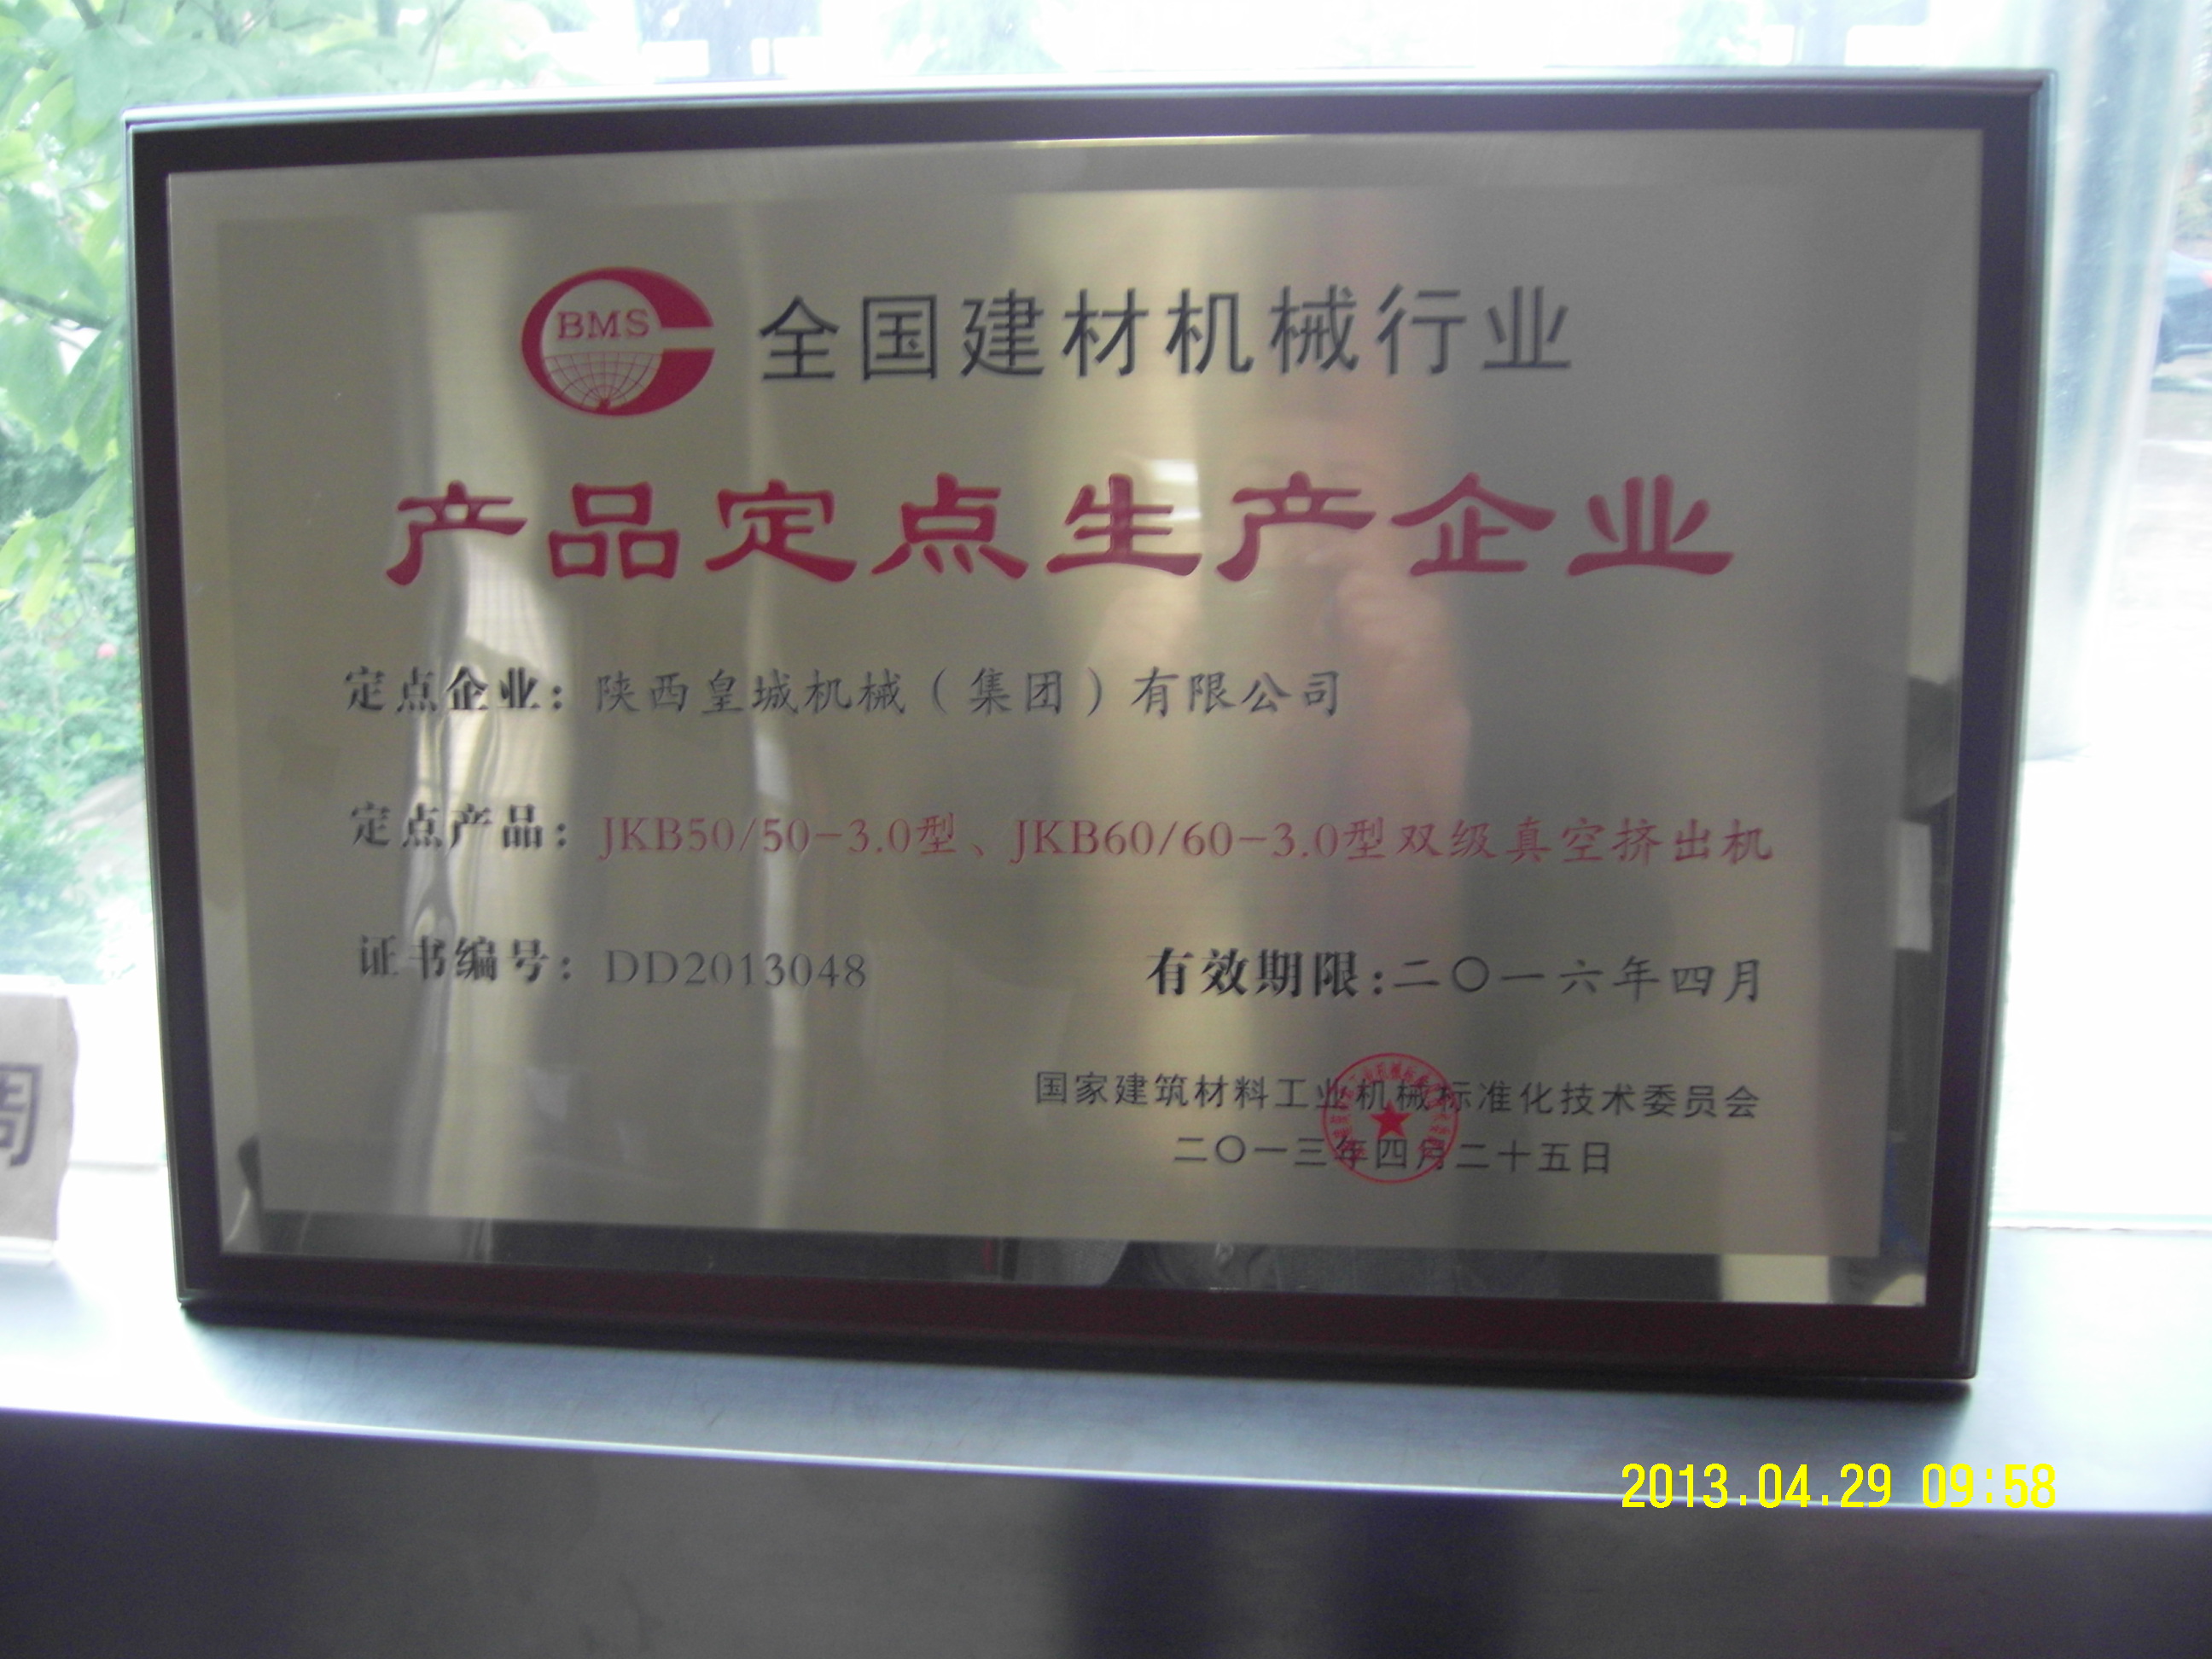 BMS
全国建材机械行业
产品定点生产企业
定点企业：陕西皇城机械（集团）有限公司
定点产品：JKB50/50-3.0型、JKB60/60-3.0型双级真空挤出机
证书编号：DD2013048
有效期限：二〇一六年四月
国家建筑材料工业机械标准化技术委员会
二〇一三年四月二十五日
2013.04.29 09:58